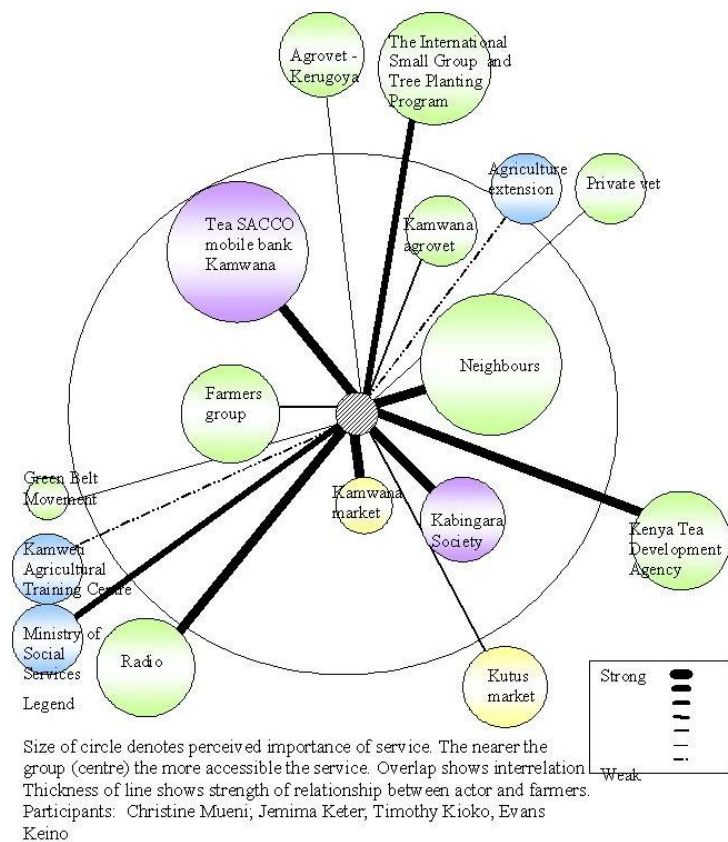 Agrovet -
Kerugoya
The International
Small Group and
Tree Planting
Program
Agriculture
extension
Private vet
Tea SACCO
mobile bank
Kamwana
Kamwana
agrovet
Neighbours
Farmers
group
Green Belt
Movement
Kamwana
market
Kabingara
Society
Kenya Tea
Development
Agency
Kamweti
Agricultural
Training Centre
Ministry of
Social
Services
Radio
Kutus
market
Strong
Weak
Legend
Size of circle denotes perceived importance of service. The nearer the
group (centre) the more accessible the service. Overlap shows interrelation
Thickness of line shows strength of relationship between actor and farmers.
Participants: Christine Mueni; Jemima Keter, Timothy Kioko, Evans
Keino